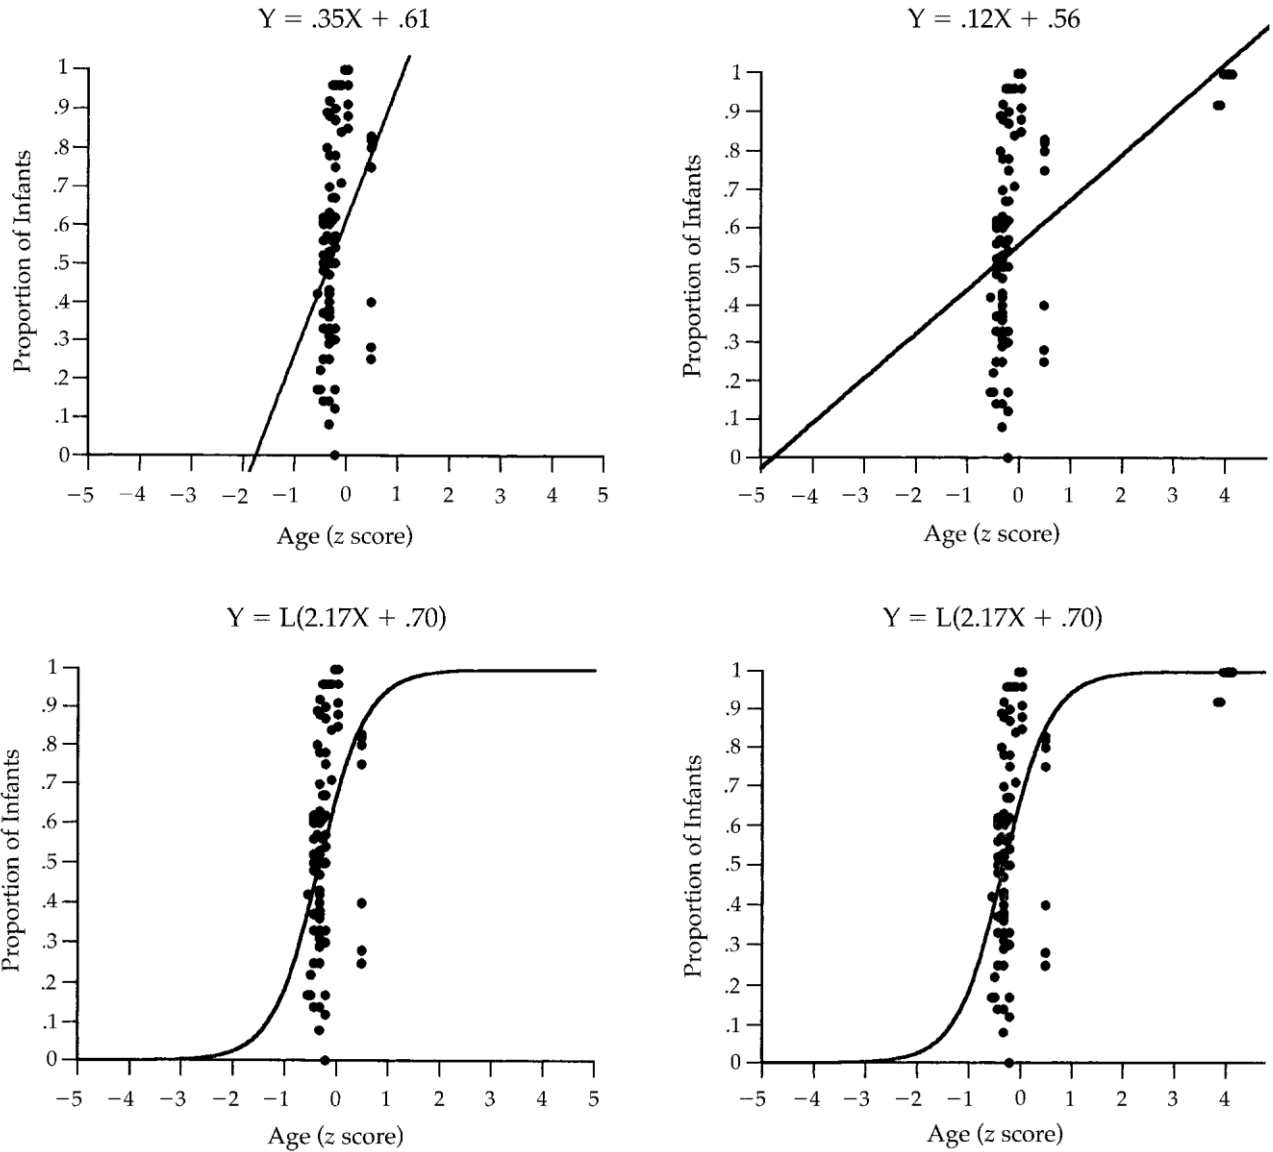 Y = .35X + .61
Proportion of Infants
1
.9
.8
.7
.6
.5
.4
.3
.2
.1
0
−5 −4 −3 −2 −1 0 1 2 3 4 5
Age (z score)
Y = .12X + .56
Proportion of Infants
1
.9
.8
.7
.6
.5
.4
.3
.2
.1
0
−5 −4 −3 −2 −1 0 1 2 3 4
Age (z score)
Y = L(2.17X + .70)
Proportion of Infants
1
.9
.8
.7
.6
.5
.4
.3
.2
.1
0
−5 −4 −3 −2 −1 0 1 2 3 4 5
Age (z score)
Y = L(2.17X + .70)
Proportion of Infants
1
.9
.8
.7
.6
.5
.4
.3
.2
.1
0
−5 −4 −3 −2 −1 0 1 2 3 4
Age (z score)